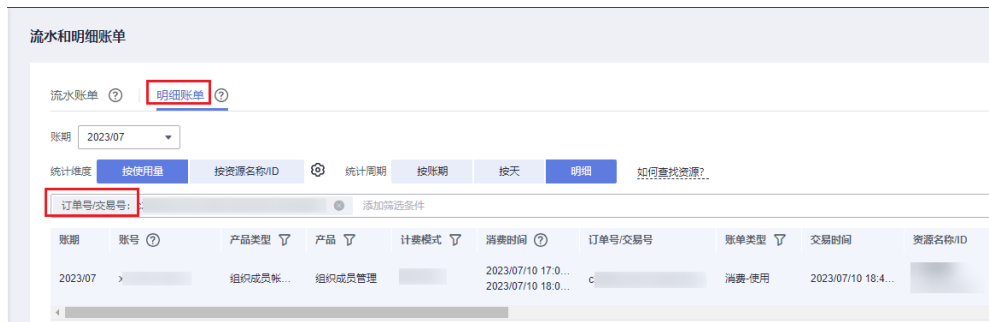 流水和明细账单
流水账单 ? 明细账单 ?
账期 2023/07
统计维度 按使用量 按资源名称/ID 统计周期 按账期 按天 明细 如何查找资源?
订单号/交易号: 添加筛选条件
账期 账号 ? 产品类型 产品 计费模式 消费时间 ? 订单号/交易号 账单类型 交易时间 资源名称/ID
2023/07 组织成员帐... 组织成员管理 2023/07/10 17:0... c 消费-使用 2023/07/10 18:4...
2023/07/10 18:0...